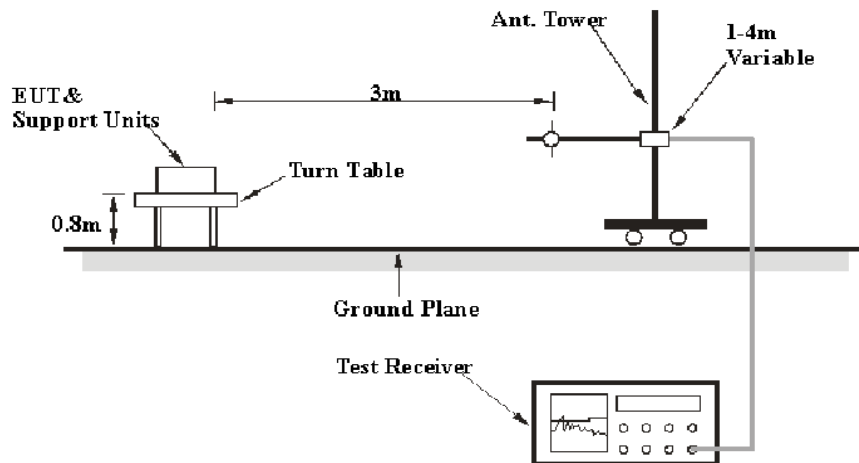 Ant. Tower
1-4m
Variable
EUT&
Support Units
3m
Turn Table
0.8m
Ground Plane
Test Receiver